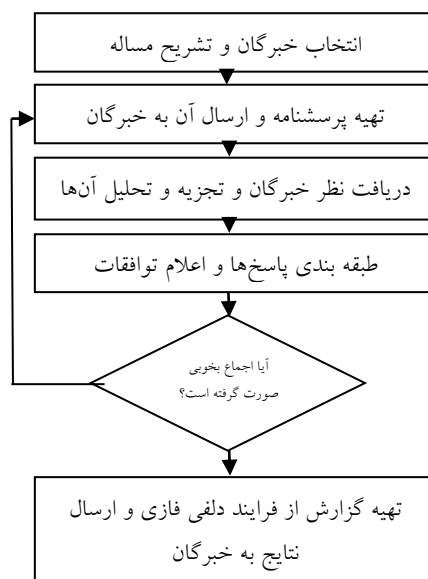 انتخاب خبرگان و تشریح مساله
تهیه پرسشنامه و ارسال آن به خبرگان
دریافت نظر خبرگان و تجزیه و تحلیل آن‌ها
طبقه بندی پاسخ‌ها و اعلام توافقات
آیا اجماع بخوبی
صورت گرفته است؟
تهیه گزارش از فرایند دلفی فازی و ارسال
نتایج به خبرگان